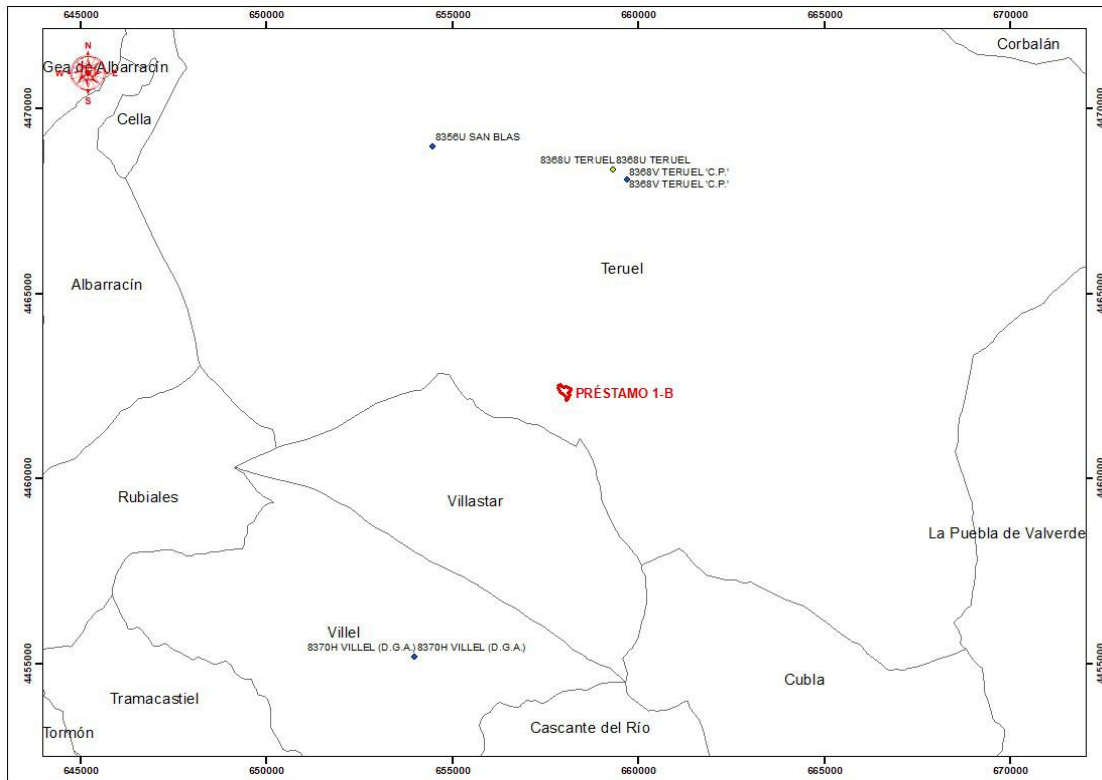 645000 650000 655000 660000 665000 670000
Corbalán
N
Gea de Albarracín
W E
S
4470000 4470000
Cella
8356U SAN BLAS
8368U TERUEL 8368U TERUEL
8368V TERUEL 'C.P.'
8368V TERUEL 'C.P.'
Teruel
Albarracín
4465000 4465000
PRÉSTAMO 1-B
4460000 4460000
Rubiales
Villastar
La Puebla de Valverde
Villel
8370H VILLEL (D.G.A.) 8370H VILLEL (D.G.A.)
4455000 4455000
Cubla
Tramacastiel
Cascante del Río
Tormón
645000 650000 655000 660000 665000 670000